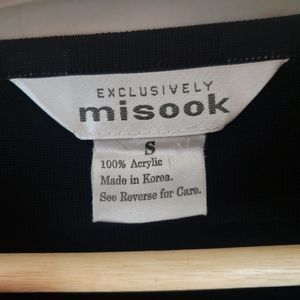 EXCLUSIVELY
misook
S
100% Acrylic
Made in Korea.
See Reverse for Care.